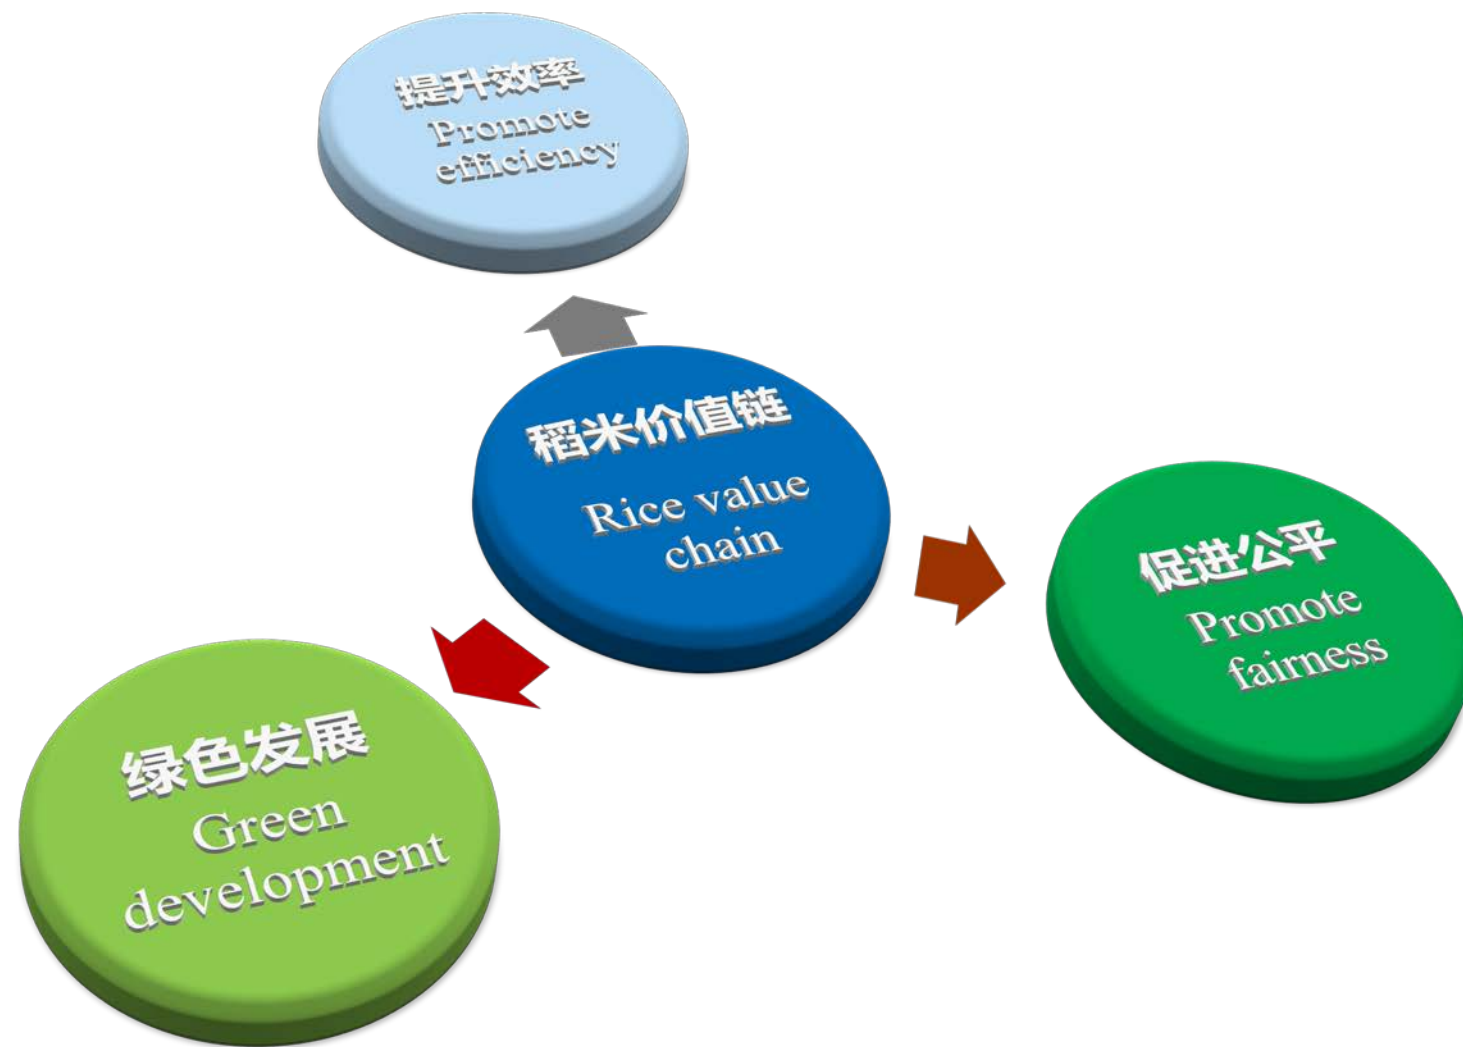 提升效率
Promote
efficiency
稻米价值链
Rice value
chain
促进公平
Promote
fairness
绿色发展
Green
development